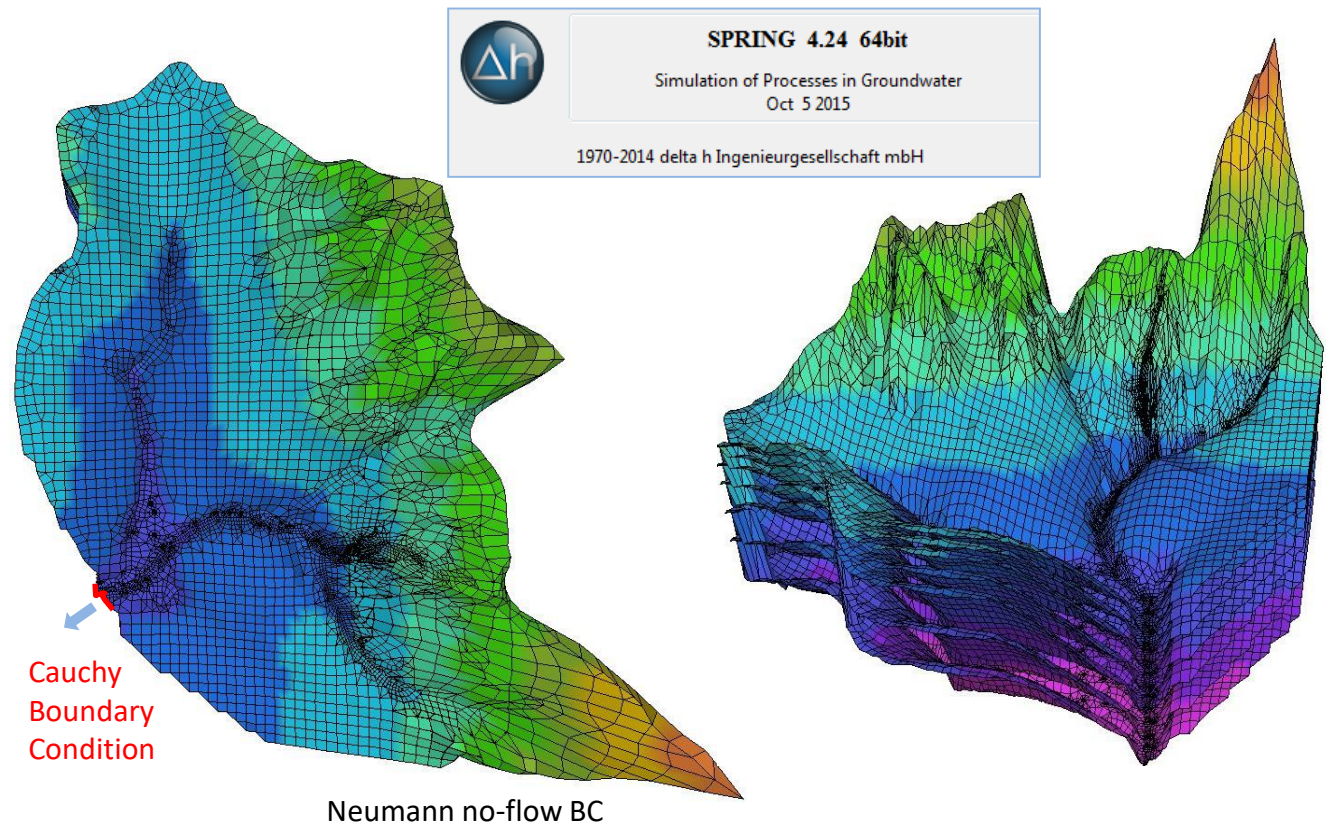 Δh
SPRING 4.24 64bit
Simulation of Processes in Groundwater
Oct 5 2015
1970-2014 delta h Ingenieurgesellschaft mbH
Cauchy
Boundary
Condition
Neumann no-flow BC